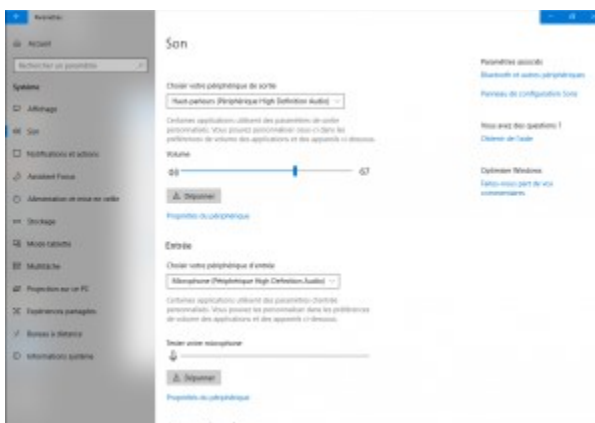 Paramètres
Accueil
Rechercher un paramètre
Système
Affichage
Son
Notifications et actions
Assistant Focus
Alimentation et mise en veille
Stockage
Mode tablette
Multitâche
Projection sur ce PC
Expériences partagées
Bureau à distance
Informations système
Son
Choisir votre périphérique de sortie
Haut-parleurs (Périphérique High Definition Audio)
Certaines applications utilisent des paramètres de sortie
personnalisés. Vous pouvez personnaliser ceux-ci dans les
préférences de volume des applications et des appareils ci-dessous.
Volume
67
Dépanner
Propriétés du périphérique
Entrée
Choisir votre périphérique d'entrée
Microphone (Périphérique High Definition Audio)
Certaines applications utilisent des paramètres d'entrée
personnalisés. Vous pouvez les personnaliser dans les préférences
de volume des applications et des appareils ci-dessous.
Tester votre microphone
Dépanner
Propriétés du périphérique
Paramètres associés
Bluetooth et autres périphériques
Panneau de configuration Sons
Vous avez des questions ?
Obtenir de l'aide
Optimiser Windows
Faites-nous part de vos
commentaires.